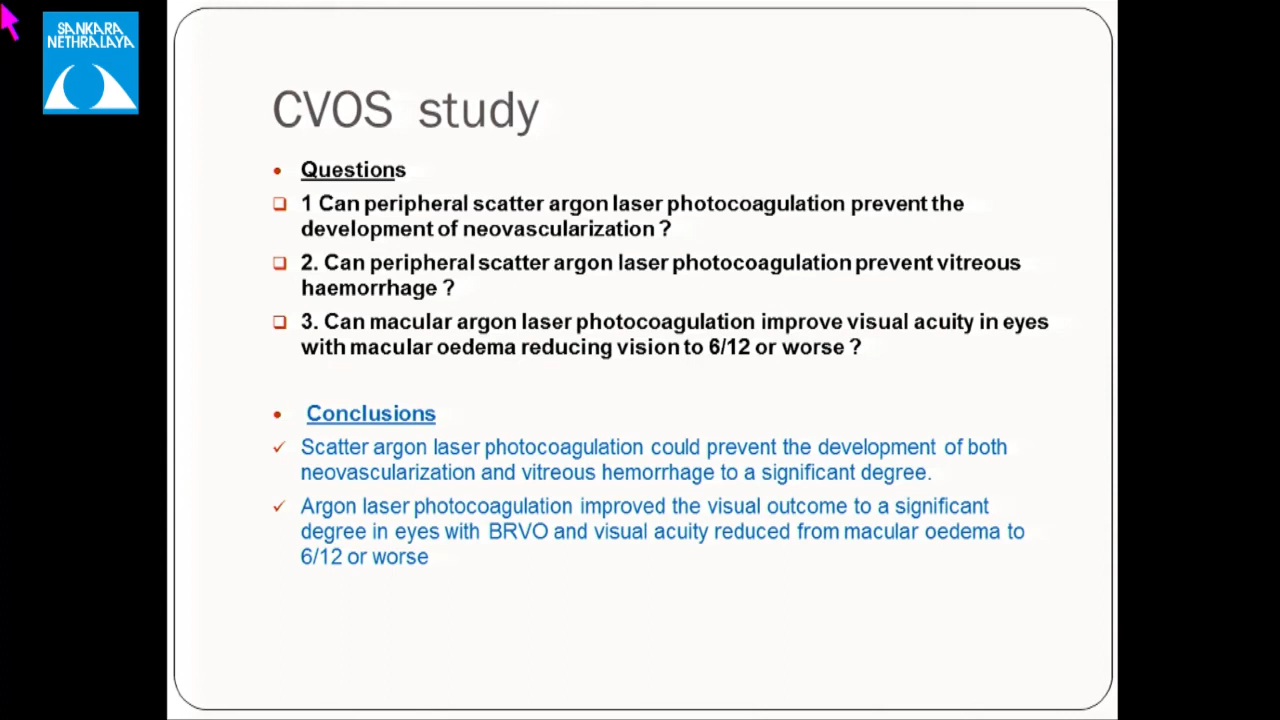 SANKARA
NETHRALAYA
CVOS study
Questions
1 Can peripheral scatter argon laser photocoagulation prevent the
development of neovascularization ?
2. Can peripheral scatter argon laser photocoagulation prevent vitreous
haemorrhage ?
3. Can macular argon laser photocoagulation improve visual acuity in eyes
with macular oedema reducing vision to 6/12 or worse ?
Conclusions
Scatter argon laser photocoagulation could prevent the development of both
neovascularization and vitreous hemorrhage to a significant degree.
Argon laser photocoagulation improved the visual outcome to a significant
degree in eyes with BRVO and visual acuity reduced from macular oedema to
6/12 or worse